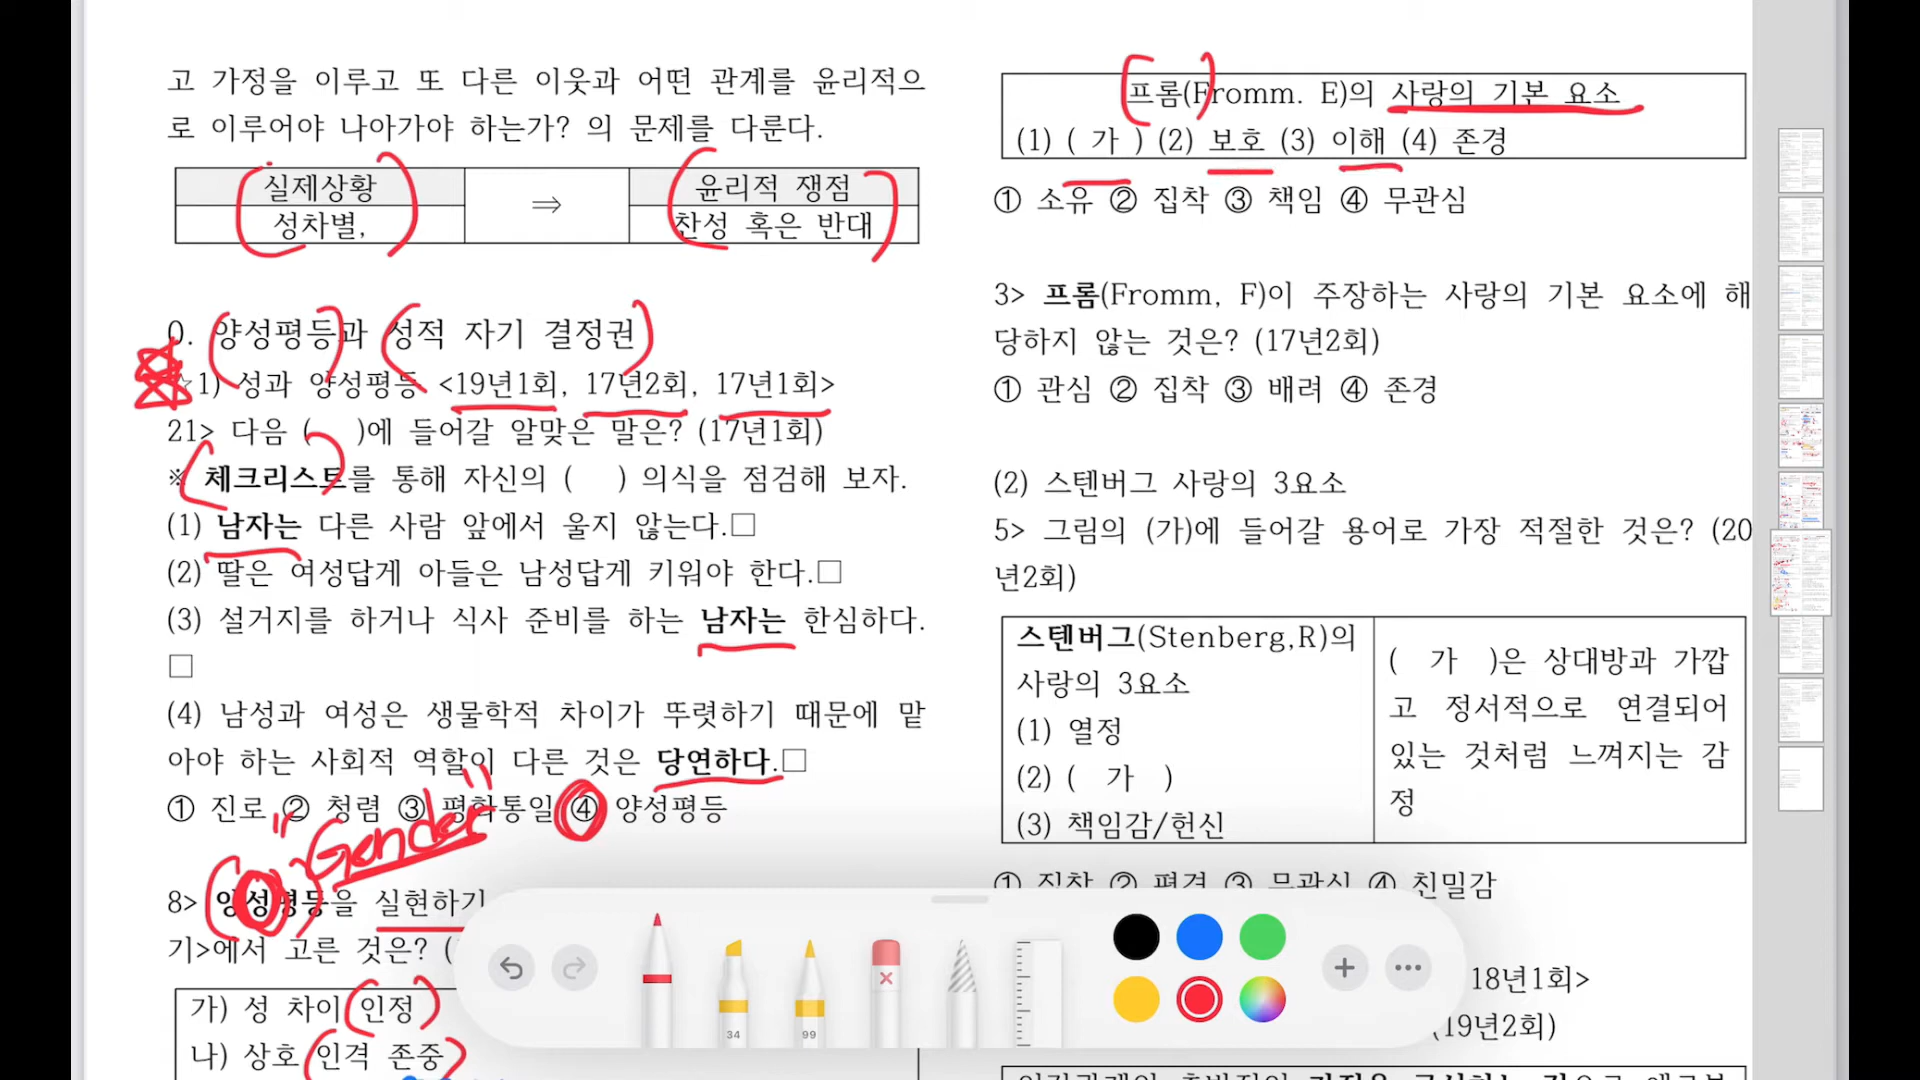 고 가정을 이루고 또 다른 이웃과 어떤 관계를 윤리적으
로 이루어야 나아가야 하는가? 의 문제를 다룬다.
실제상황 ⇒ 윤리적 쟁점
성차별, 찬성 혹은 반대
0. 양성평등과 성적 자기 결정권
☆1) 성과 양성평등 <19년1회, 17년2회, 17년1회>
21> 다음 ( )에 들어갈 알맞은 말은? (17년1회)
※ 체크리스트를 통해 자신의 ( ) 의식을 점검해 보자.
(1) 남자는 다른 사람 앞에서 울지 않는다.□
(2) 딸은 여성답게 아들은 남성답게 키워야 한다.□
(3) 설거지를 하거나 식사 준비를 하는 남자는 한심하다.
□
(4) 남성과 여성은 생물학적 차이가 뚜렷하기 때문에 맡
아야 하는 사회적 역할이 다른 것은 당연하다.□
① 진로 ② 청렴 ③ 평화통일 ④ 양성평등
"Gender"
8> 양성평등을 실현하기
기>에서 고른 것은? (
가) 성 차이 인정
나) 상호 인격 존중
프롬(Fromm. E)의 사랑의 기본 요소
(1) ( 가 ) (2) 보호 (3) 이해 (4) 존경
① 소유 ② 집착 ③ 책임 ④ 무관심
3> 프롬(Fromm, F)이 주장하는 사랑의 기본 요소에 해
당하지 않는 것은? (17년2회)
① 관심 ② 집착 ③ 배려 ④ 존경
(2) 스텐버그 사랑의 3요소
5> 그림의 (가)에 들어갈 용어로 가장 적절한 것은? (20
년2회)
스텐버그(Stenberg,R)의
사랑의 3요소
(1) 열정
(2) ( 가 )
(3) 책임감/헌신
( 가 )은 상대방과 가깝
고 정서적으로 연결되어
있는 것처럼 느껴지는 감
정
① 집착 ② 편견 ③ 무관심 ④ 친밀감
18년1회>
(19년2회)
34
99